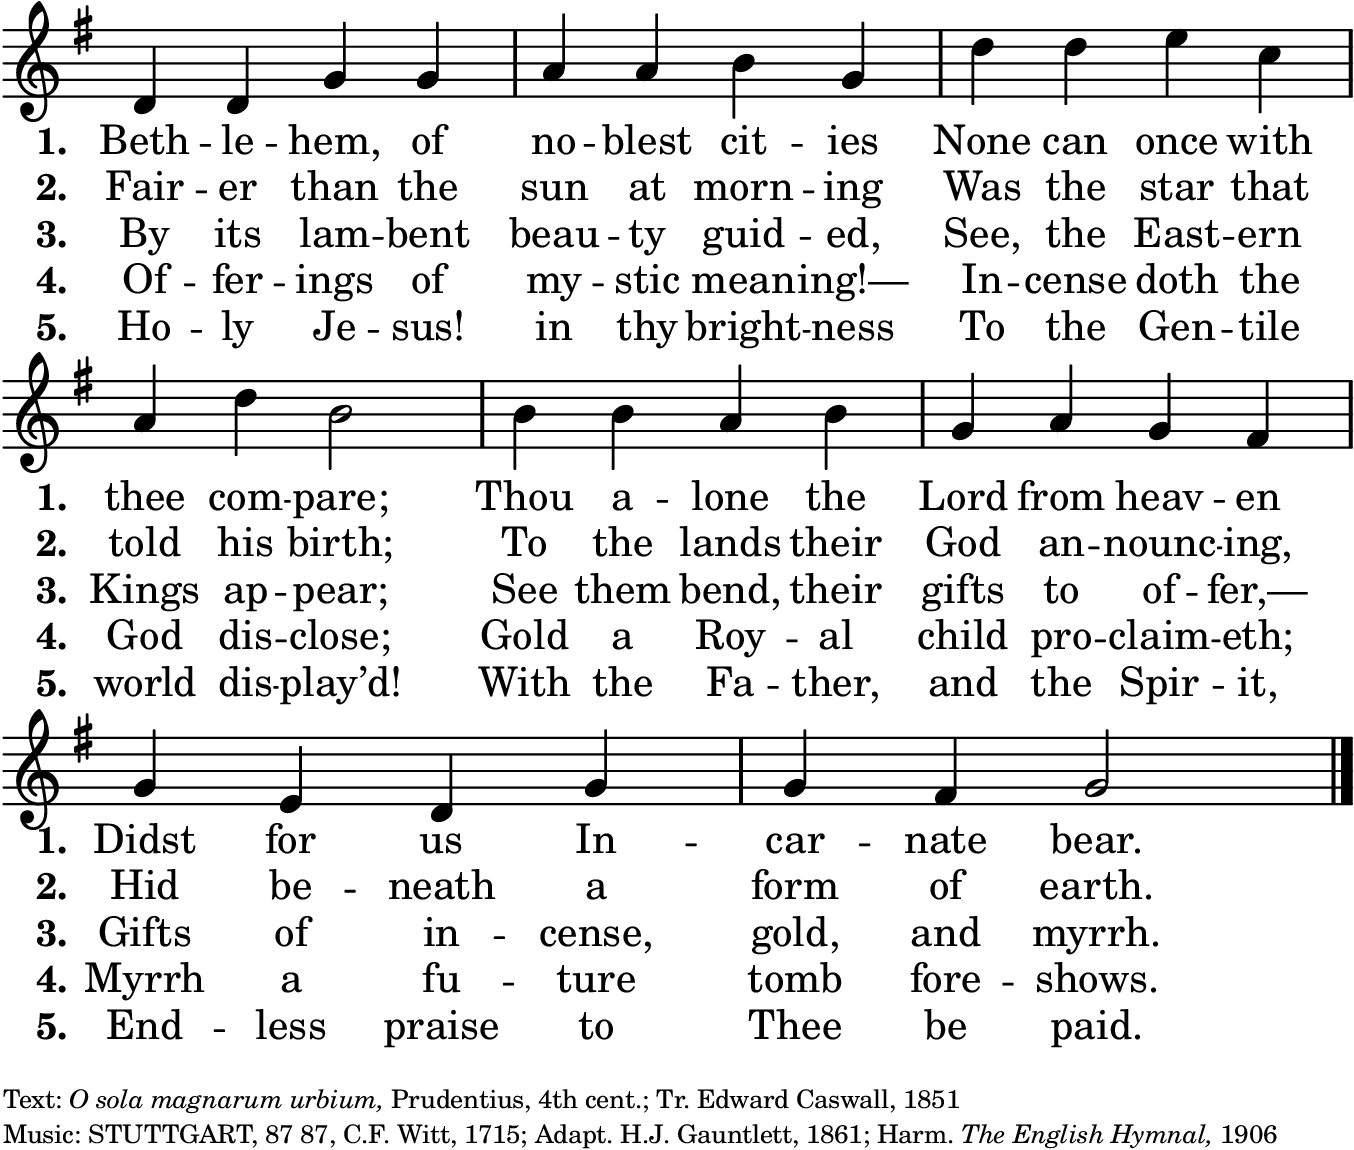 1. Beth - le - hem, of no - blest cit - ies None can once with
2. Fair - er than the sun at morn - ing Was the star that
3. By its lam - bent beau - ty guid - ed, See, the East - ern
4. Of - fer - ings of my - stic meaning!— In - cense doth the
5. Ho - ly Je - sus! in thy bright - ness To the Gen - tile
1. thee com - pare; Thou a - lone the Lord from heav - en
2. told his birth; To the lands their God an - nounc - ing,
3. Kings ap - pear; See them bend, their gifts to of - fer,—
4. God dis - close; Gold a Roy - al child pro - claim - eth;
5. world dis - play’d! With the Fa - ther, and the Spir - it,
1. Didst for us In - car - nate bear.
2. Hid be - neath a form of earth.
3. Gifts of in - cense, gold, and myrrh.
4. Myrrh a fu - ture tomb fore - shows.
5. End - less praise to Thee be paid.
Text: O sola magnarum urbium, Prudentius, 4th cent.; Tr. Edward Caswall, 1851
Music: STUTTGART, 87 87, C.F. Witt, 1715; Adapt. H.J. Gauntlett, 1861; Harm. The English Hymnal, 1906